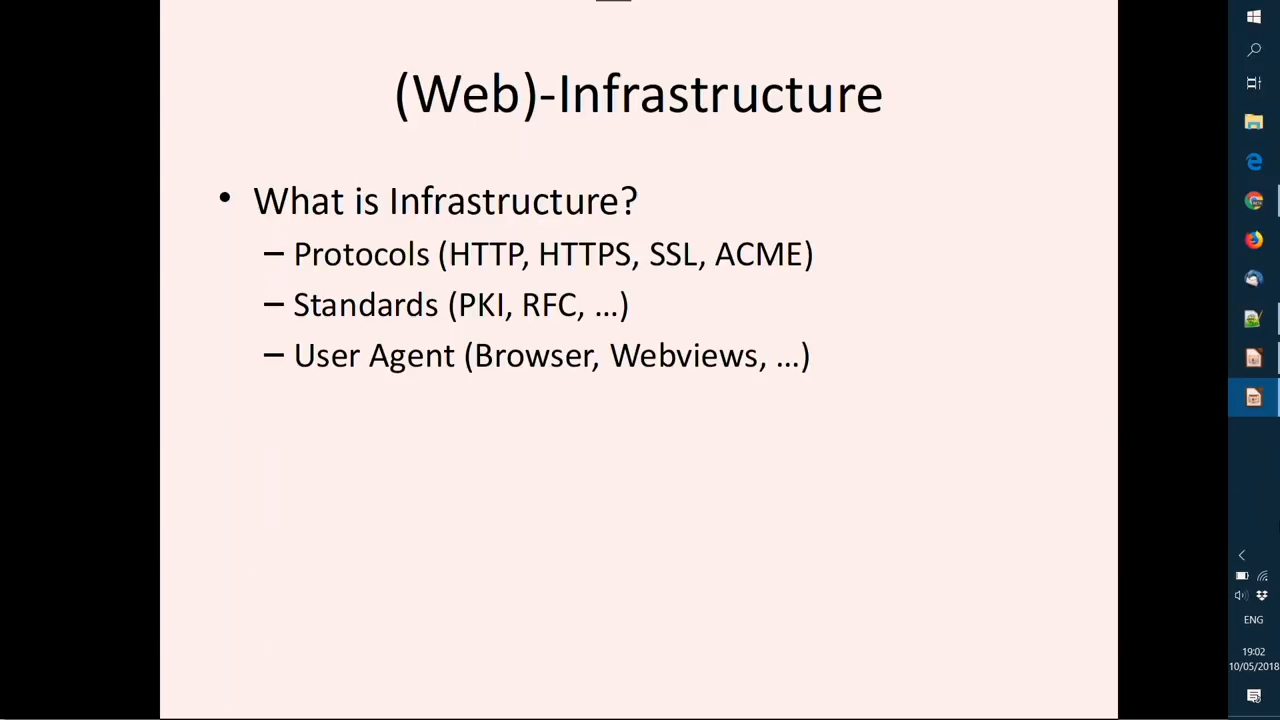 (Web)-Infrastructure
• What is Infrastructure?
– Protocols (HTTP, HTTPS, SSL, ACME)
– Standards (PKI, RFC, ...)
– User Agent (Browser, Webviews, ...)
ENG
19:02
10/05/2018